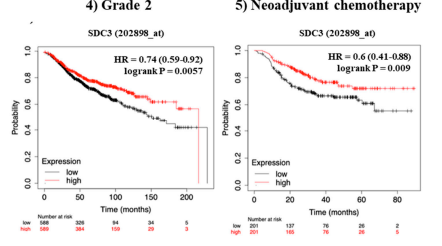 4) Grade 2
SDC3 (202898_at)
HR = 0.74 (0.59-0.92)
logrank P = 0.0057
Probability
0.0 0.2 0.4 0.6 0.8 1.0
Expression
low
high
0 50 100 150 200
Time (months)
Number at risk
low 588 326 94 34 5
high 589 384 159 29 3
5) Neoadjuvant chemotherapy
SDC3 (202898_at)
HR = 0.6 (0.41-0.88)
logrank P = 0.009
Probability
0.0 0.2 0.4 0.6 0.8 1.0
Expression
low
high
0 20 40 60 80
Time (months)
Number at risk
low 201 137 76 26 2
high 201 165 76 26 5